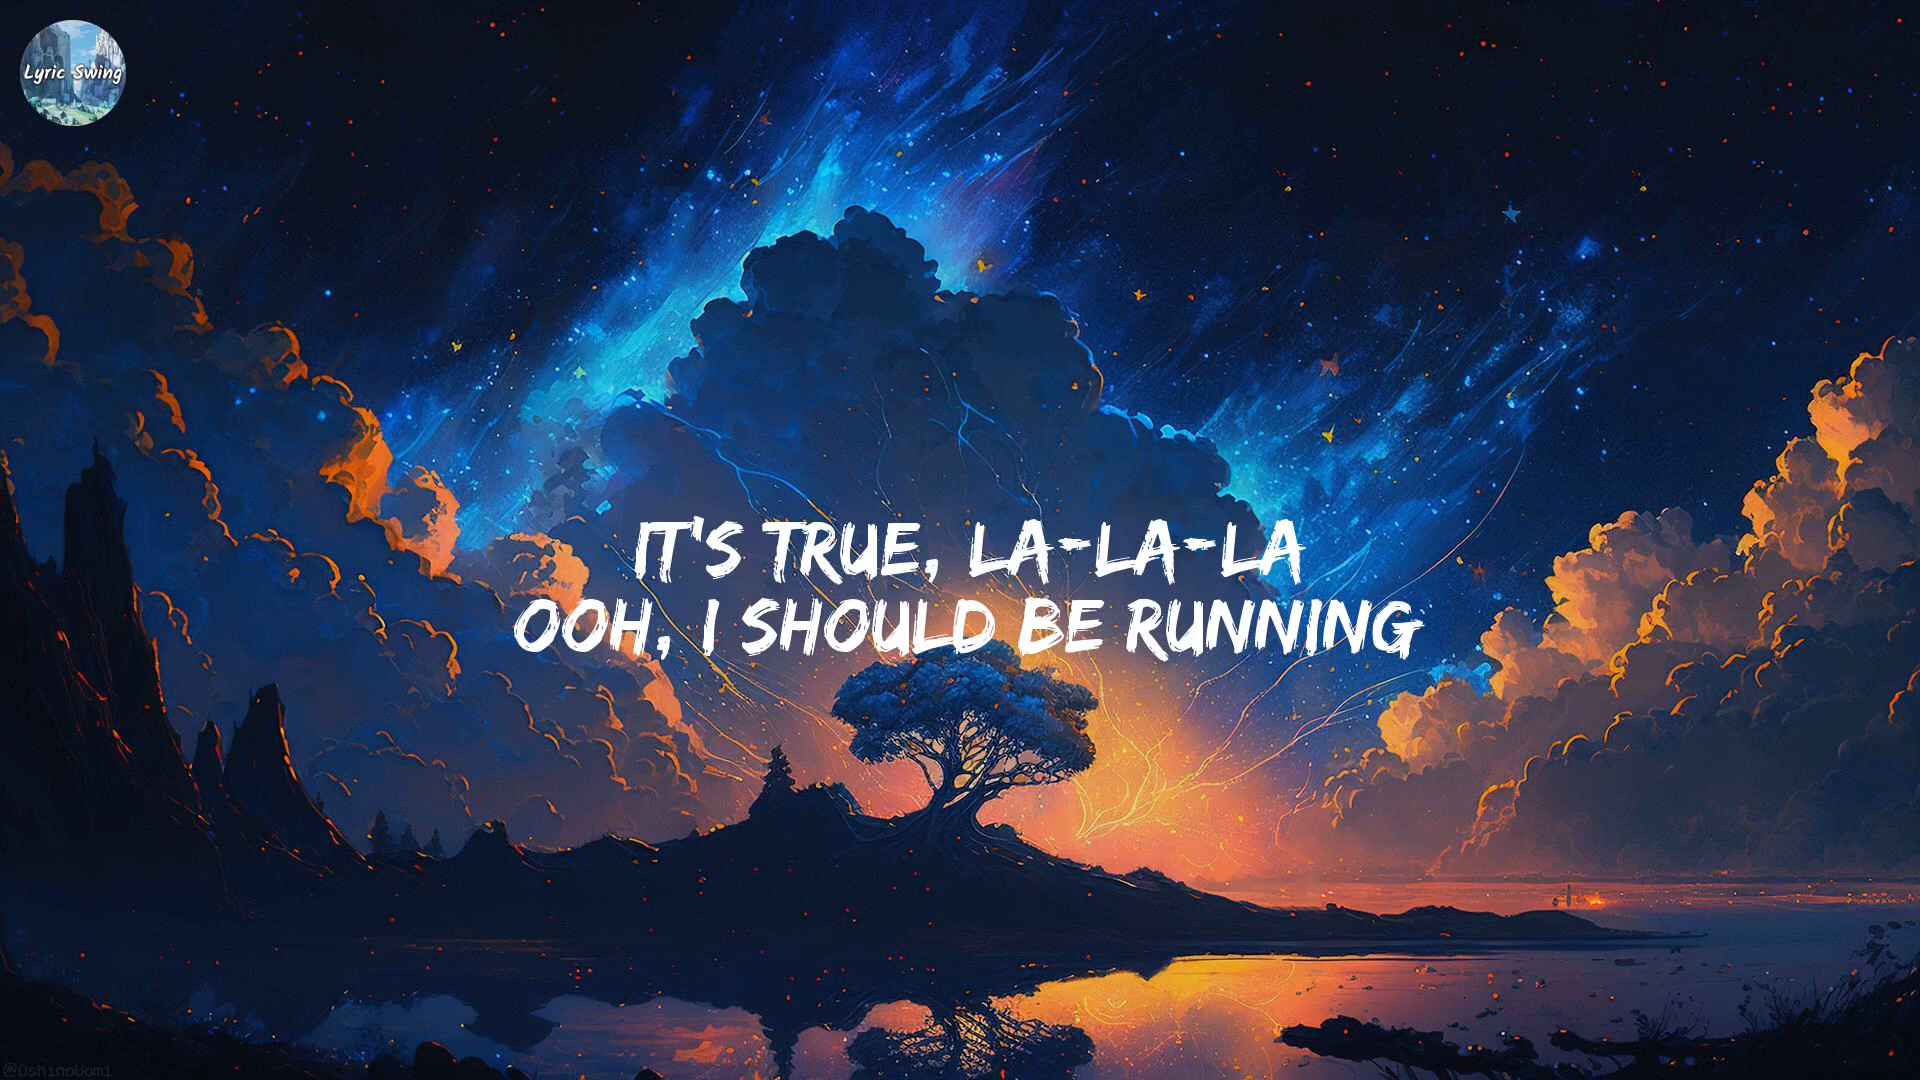 Lyric Swing
IT'S TRUE, LA-LA-LA
OOH, I SHOULD BE RUNNING
@OshinoUomi